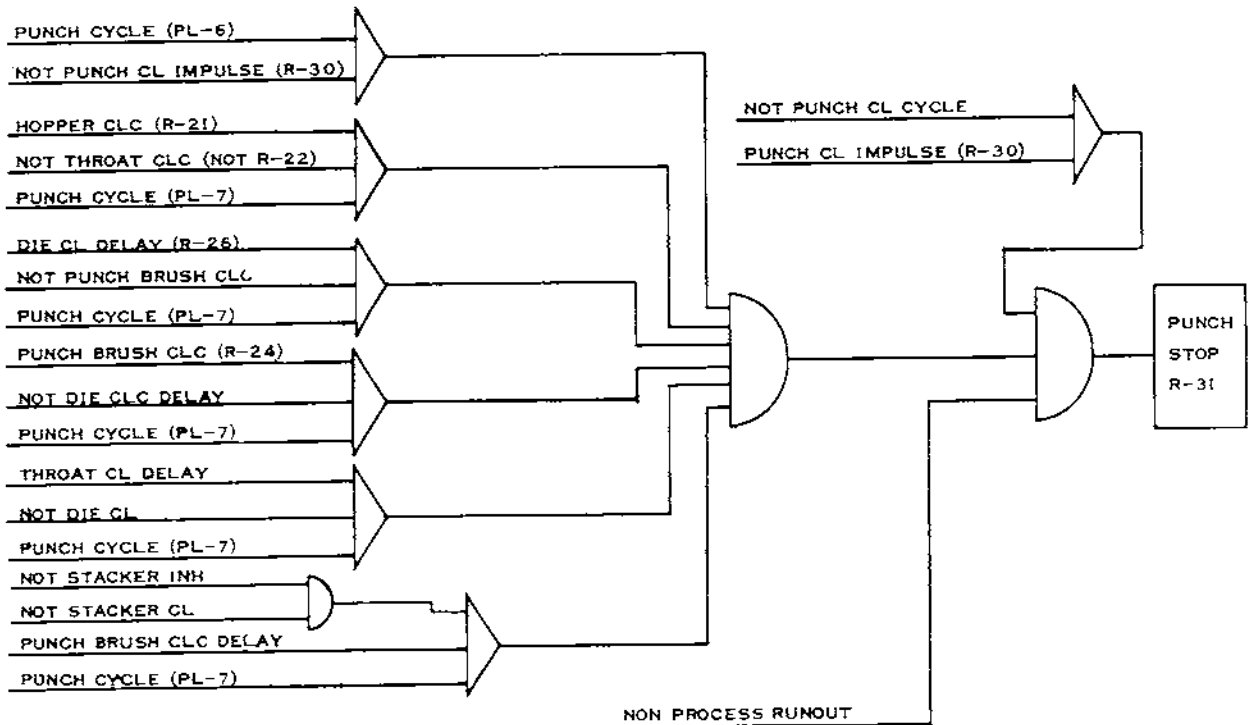 PUNCH CYCLE (PL-6)
NOT PUNCH CL IMPULSE (R-30)
HOPPER CLC (R-21)
NOT THROAT CLC (NOT R-22)
PUNCH CYCLE (PL-7)
DIE CL DELAY (R-26)
NOT PUNCH BRUSH CLC
PUNCH CYCLE (PL-7)
PUNCH BRUSH CLC (R-24)
NOT DIE CLC DELAY
PUNCH CYCLE (PL-7)
THROAT CL DELAY
NOT DIE CL
PUNCH CYCLE (PL-7)
NOT STACKER INH
NOT STACKER CL
PUNCH BRUSH CLC DELAY
PUNCH CYCLE (PL-7)
NOT PUNCH CL CYCLE
PUNCH CL IMPULSE (R-30)
NON PROCESS RUNOUT
PUNCH
STOP
R-31